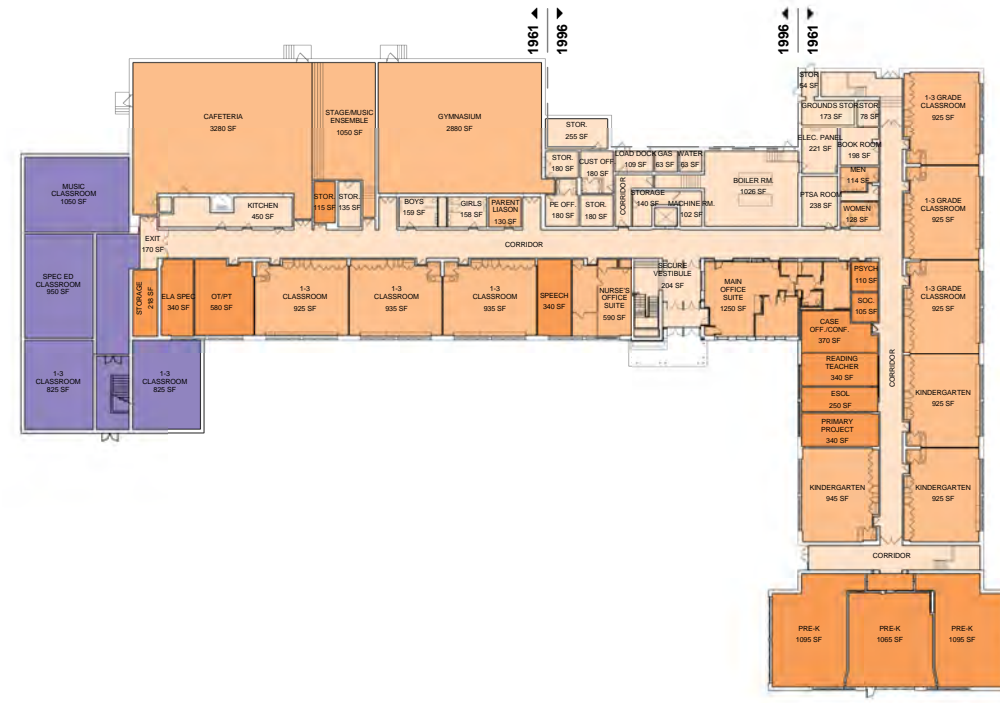 1961
1996
1996
1961
CAFETERIA
3280 SF
STAGE/MUSIC
ENSEMBLE
1050 SF
GYMNASIUM
2880 SF
STOR.
255 SF
STOR.
180 SF
CUST OFF.
180 SF
LOAD DOCK
109 SF
GAS
63 SF
WATER
63 SF
BOILER RM.
1026 SF
STOR
54 SF
GROUNDS STOR
173 SF
STOR
78 SF
ELEC. PANEL
221 SF
BOOK ROOM
198 SF
MEN
114 SF
PTSA ROOM
238 SF
WOMEN
128 SF
1-3 GRADE
CLASSROOM
925 SF
MUSIC
CLASSROOM
1050 SF
KITCHEN
450 SF
STOR.
115 SF
STOR.
135 SF
BOYS
159 SF
GIRLS
158 SF
PARENT
LIASON
130 SF
PE OFF.
180 SF
STOR.
180 SF
CORRIDOR
STORAGE
140 SF
MACHINE RM.
102 SF
1-3 GRADE
CLASSROOM
925 SF
EXIT
170 SF
CORRIDOR
SPEC ED
CLASSROOM
950 SF
STORAGE
218 SF
ELA SPEC
340 SF
OT/PT
580 SF
1-3
CLASSROOM
925 SF
1-3
CLASSROOM
935 SF
1-3
CLASSROOM
935 SF
SPEECH
340 SF
NURSE'S
OFFICE
SUITE
590 SF
SECURE
VESTIBULE
204 SF
MAIN
OFFICE
SUITE
1250 SF
PSYCH
110 SF
SOC.
105 SF
1-3 GRADE
CLASSROOM
925 SF
CASE
OFF./CONF.
370 SF
READING
TEACHER
340 SF
CORRIDOR
ESOL
250 SF
PRIMARY
PROJECT
340 SF
KINDERGARTEN
925 SF
1-3
CLASSROOM
825 SF
1-3
CLASSROOM
825 SF
KINDERGARTEN
945 SF
KINDERGARTEN
925 SF
CORRIDOR
PRE-K
1095 SF
PRE-K
1065 SF
PRE-K
1095 SF